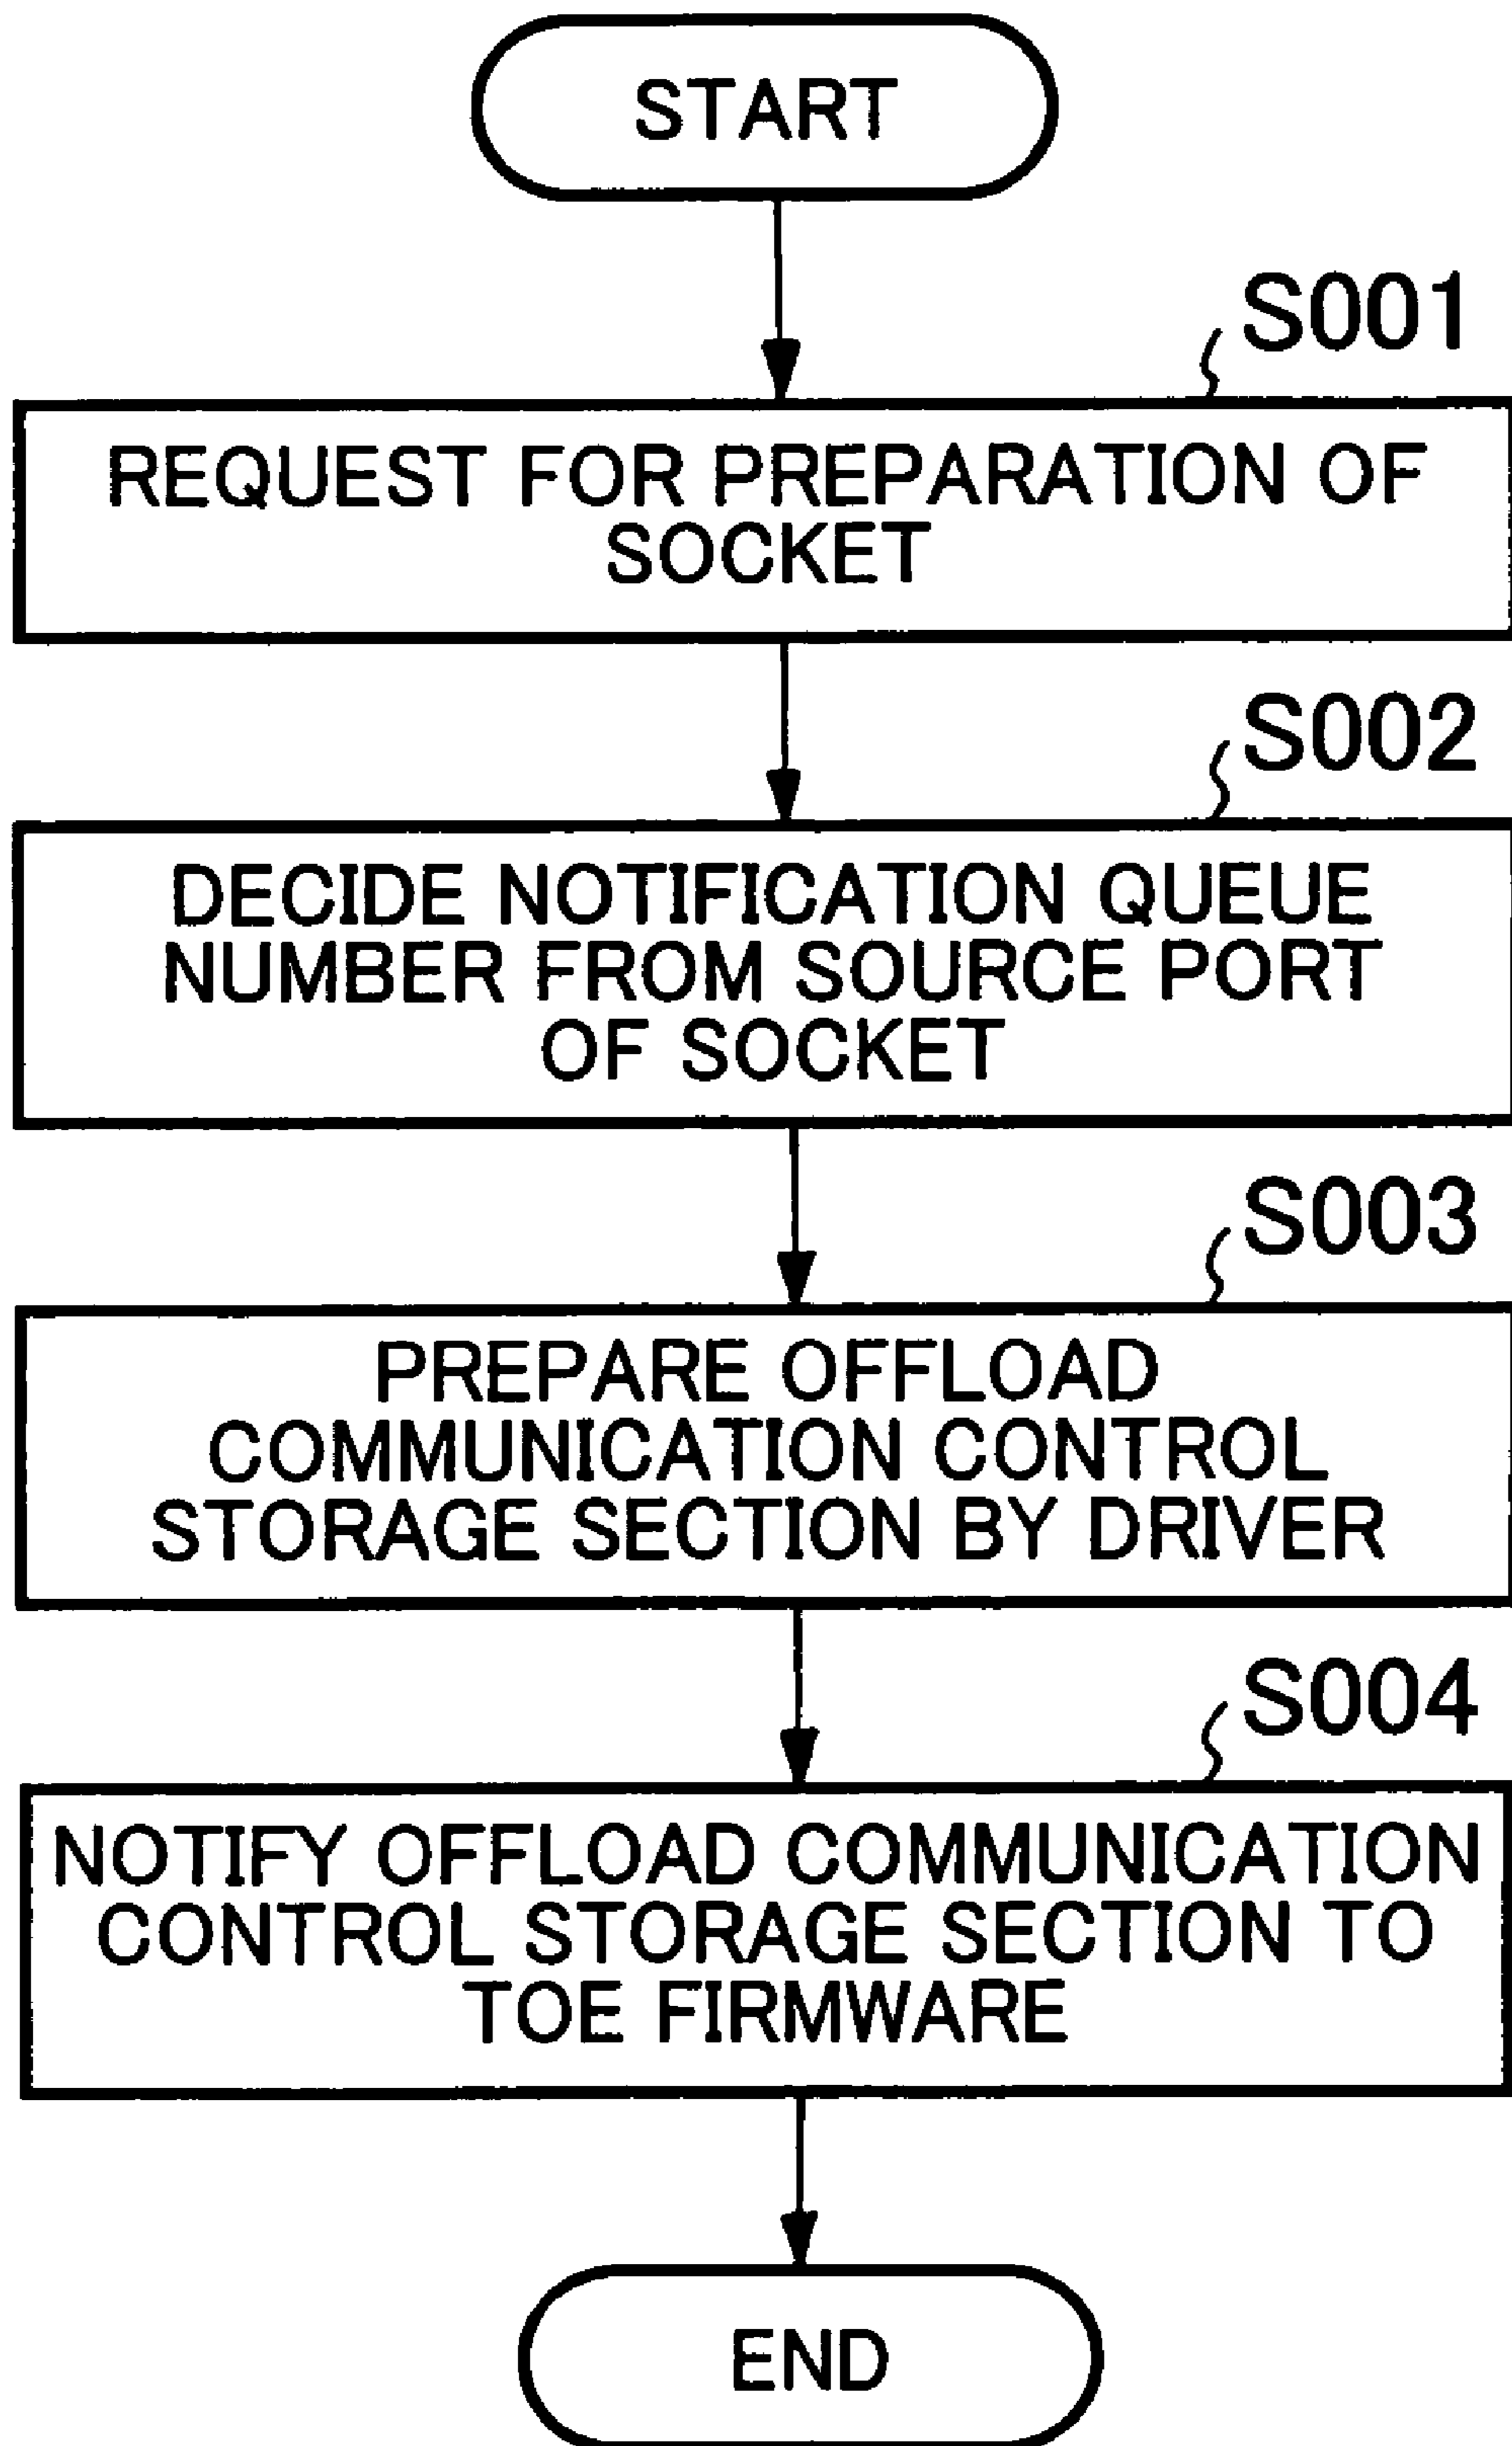 START
S001
REQUEST FOR PREPARATION OF
SOCKET
S002
DECIDE NOTIFICATION QUEUE
NUMBER FROM SOURCE PORT
OF SOCKET
S003
PREPARE OFFLOAD
COMMUNICATION CONTROL
STORAGE SECTION BY DRIVER
S004
NOTIFY OFFLOAD COMMUNICATION
CONTROL STORAGE SECTION TO
TOE FIRMWARE
END